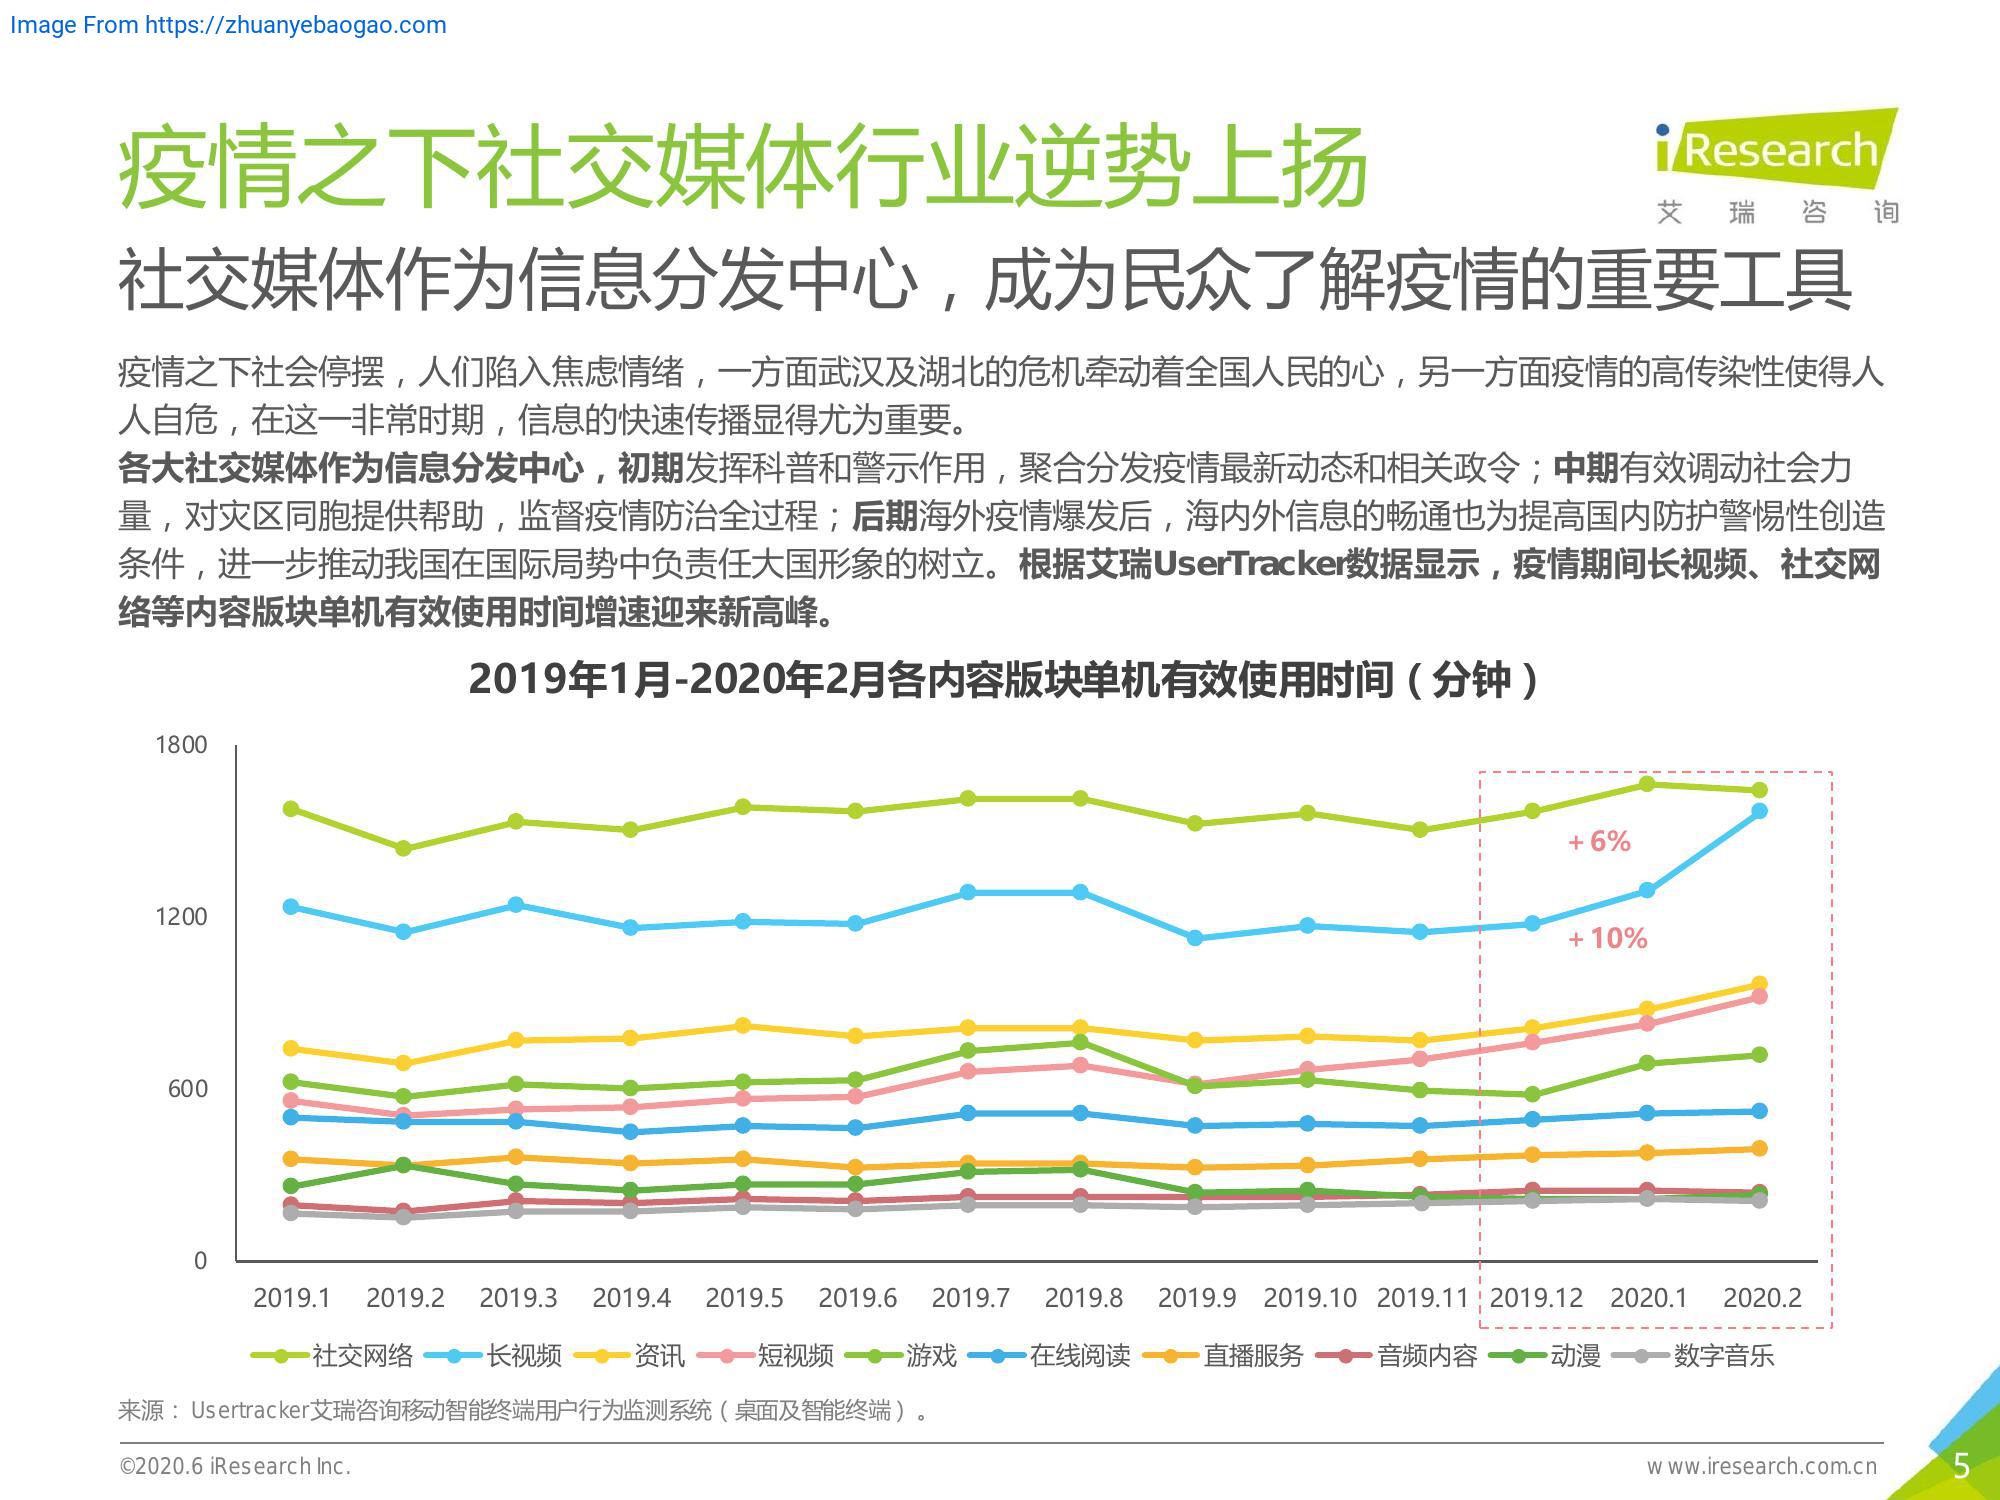 Image From https://zhuanyebaogao.com
疫情之下社交媒体行业逆势上扬
iResearch
艾瑞咨询
社交媒体作为信息分发中心，成为民众了解疫情的重要工具
疫情之下社会停摆，人们陷入焦虑情绪，一方面武汉及湖北的危机牵动着全国人民的心，另一方面疫情的高传染性使得人
人自危，在这一非常时期，信息的快速传播显得尤为重要。
各大社交媒体作为信息分发中心，初期发挥科普和警示作用，聚合分发疫情最新动态和相关政令；中期有效调动社会力
量，对灾区同胞提供帮助，监督疫情防治全过程；后期海外疫情爆发后，海内外信息的畅通也为提高国内防护警惕性创造
条件，进一步推动我国在国际局势中负责任大国形象的树立。根据艾瑞UserTracker数据显示，疫情期间长视频、社交网
络等内容版块单机有效使用时间增速迎来新高峰。
2019年1月-2020年2月各内容版块单机有效使用时间（分钟）
1800
1200
600
0
+ 6%
+ 10%
2019.1 2019.2 2019.3 2019.4 2019.5 2019.6 2019.7 2019.8 2019.9 2019.10 2019.11 2019.12 2020.1 2020.2
社交网络 长视频 资讯 短视频 游戏 在线阅读 直播服务 音频内容 动漫 数字音乐
来源：Usertracker艾瑞咨询移动智能终端用户行为监测系统（桌面及智能终端）。
©2020.6 iResearch Inc.
www.iresearch.com.cn
5